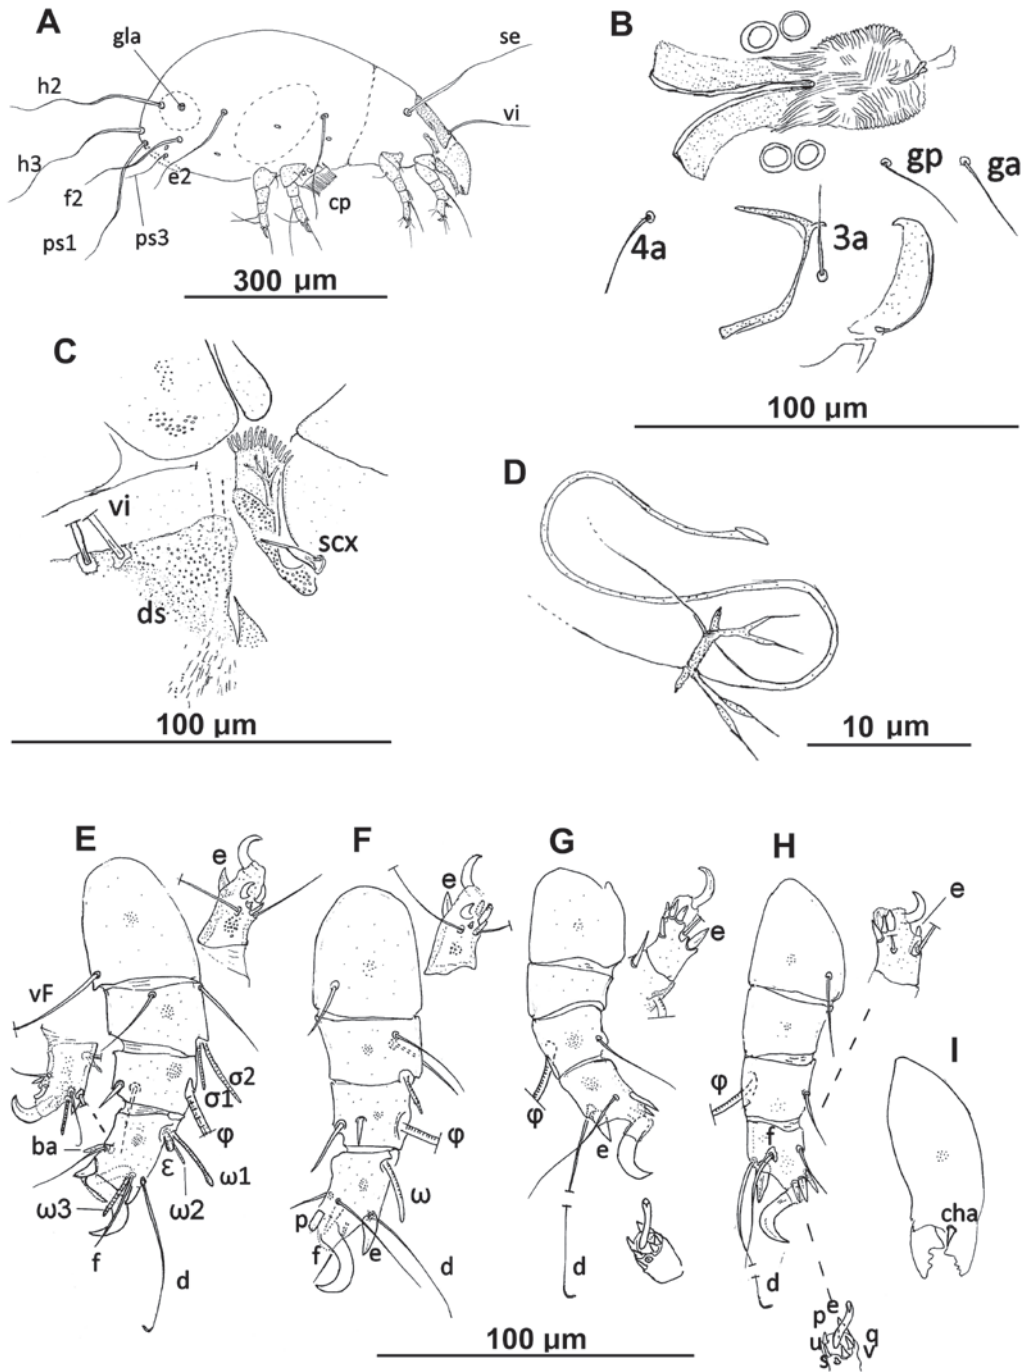 A
gla
se
h2
vi
h3
f2
e2
cp
ps1
ps3
300 µm
B
gp
ga
4a
3a
100 µm
C
vi
scx
ds
100 µm
D
10 µm
E
e
vF
σ2
σ1
φ
ba
ε
ω1
ω2
ω3
f
d
F
e
φ
ω
p
f
e
d
G
e
φ
e
d
H
e
φ
f
d
p
e
u
q
v
s
I
cha
100 µm